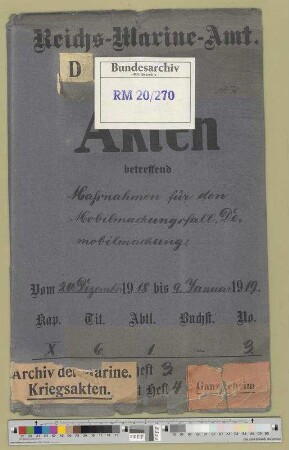 Reichs-Marine-Amt.
D
Bundesarchiv
RM 20/270
Akten
betreffend
Maßnahmen für den
Mobilmachungsfall, De-
mobilmachung.
Vom 20 Dezember 1918 bis 9. Januar 1919.
Kap. Tit. Abtl. Buchst. No.
X 6 1 - 3
Archiv der Marine.
Kriegsakten.
Heft 3
Heft 4
Ganz Geheim